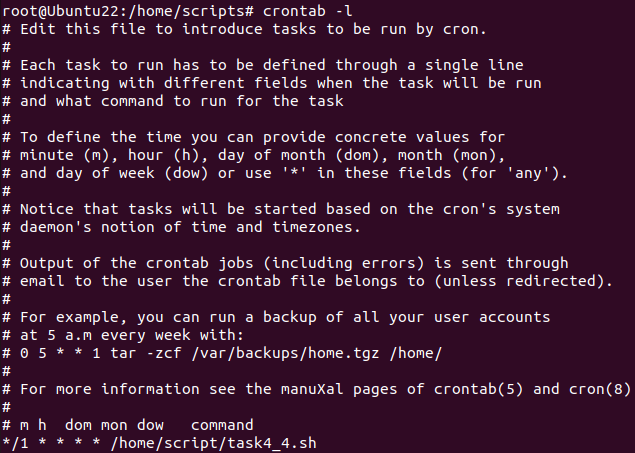 root@Ubuntu22:/home/scripts# crontab -l
# Edit this file to introduce tasks to be run by cron.
#
# Each task to run has to be defined through a single line
# indicating with different fields when the task will be run
# and what command to run for the task
#
# To define the time you can provide concrete values for
# minute (m), hour (h), day of month (dom), month (mon),
# and day of week (dow) or use '*' in these fields (for 'any').
#
# Notice that tasks will be started based on the cron's system
# daemon's notion of time and timezones.
#
# Output of the crontab jobs (including errors) is sent through
# email to the user the crontab file belongs to (unless redirected).
#
# For example, you can run a backup of all your user accounts
# at 5 a.m every week with:
# 0 5 * * 1 tar -zcf /var/backups/home.tgz /home/
#
# For more information see the manuXal pages of crontab(5) and cron(8)
#
# m h  dom mon dow   command
*/1 * * * * /home/script/task4_4.sh